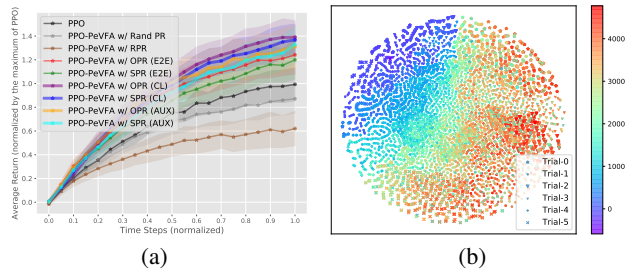 Average Return (normalized by the maximum of PPO)
1.4
1.2
1.0
0.8
0.6
0.4
0.2
0.0
PPO
PPO-PeVFA w/ Rand PR
PPO-PeVFA w/ RPR
PPO-PeVFA w/ OPR (E2E)
PPO-PeVFA w/ SPR (E2E)
PPO-PeVFA w/ OPR (CL)
PPO-PeVFA w/ SPR (CL)
PPO-PeVFA w/ OPR (AUX)
PPO-PeVFA w/ SPR (AUX)
0.0 0.1 0.2 0.3 0.4 0.5 0.6 0.7 0.8 0.9 1.0
Time Steps (normalized)
(a)
Trial-0
Trial-1
Trial-2
Trial-3
Trial-4
Trial-5
4000
3000
2000
1000
0
(b)